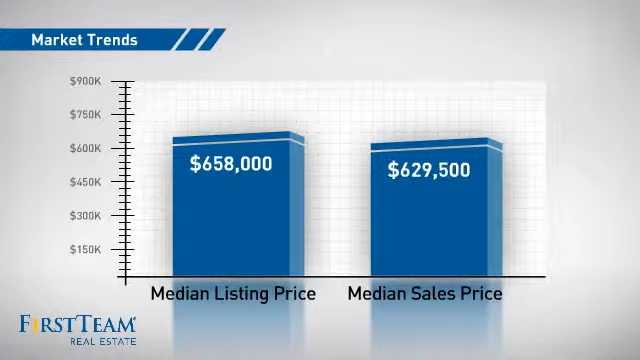 Market Trends
$900K
$750K
$600K
$450K
$300K
$150K
$658,000
$629,500
Median Listing Price
Median Sales Price
FIRSTTEAM®
REAL ESTATE